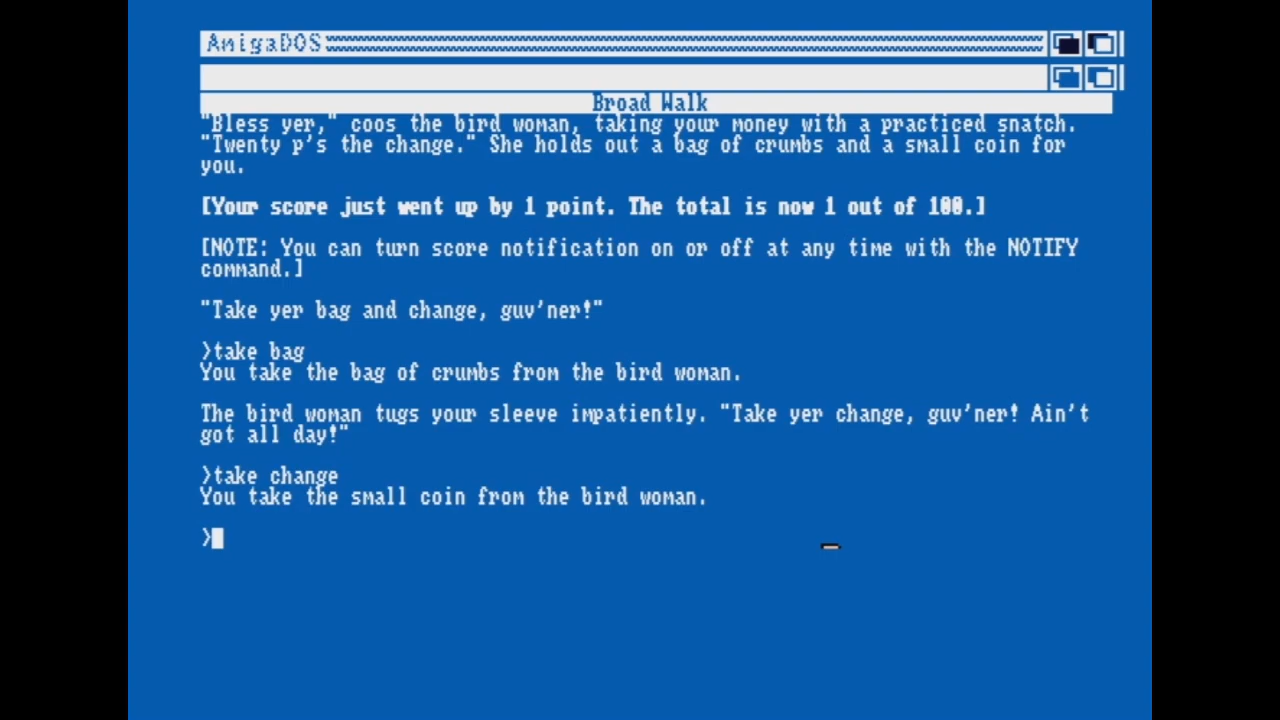 AmigaDOS
Broad Walk
"Bless yer," coos the bird woman, taking your money with a practiced snatch.
"Twenty p's the change." She holds out a bag of crumbs and a small coin for
you.
[Your score just went up by 1 point. The total is now 1 out of 100.]
[NOTE: You can turn score notification on or off at any time with the NOTIFY
command.]
"Take yer bag and change, guv'ner!"
>take bag
You take the bag of crumbs from the bird woman.
The bird woman tugs your sleeve impatiently. "Take yer change, guv'ner! Ain't
got all day!"
>take change
You take the small coin from the bird woman.
>